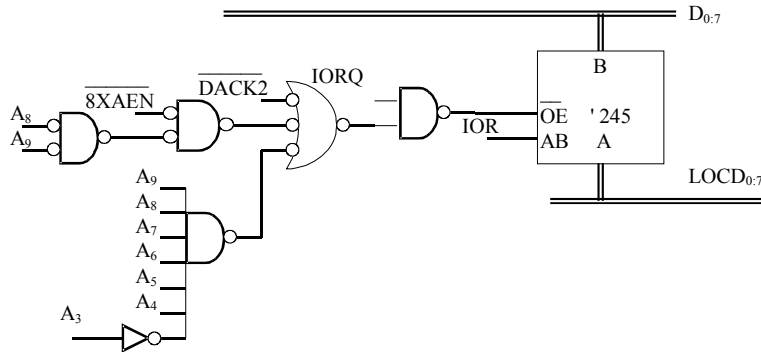 D0:7
B
IORQ
8XAEN
DACK2
A8
A9
OE
'245
IOR
AB
A
LOCD0:7
A9
A8
A7
A6
A5
A4
A3